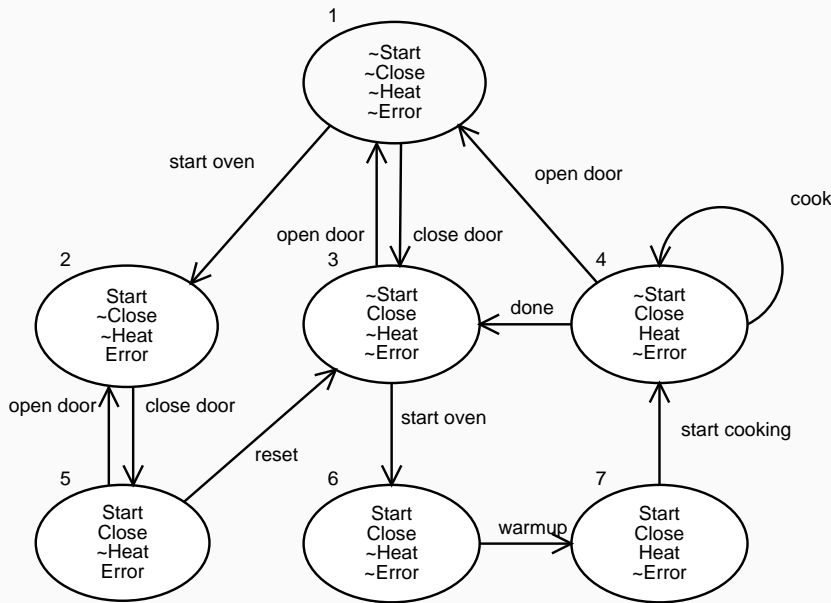 1
~Start
~Close
~Heat
~Error
start oven
open door
cook
open door
close door
2
3
4
Start
~Close
~Heat
Error
~Start
Close
~Heat
~Error
done
~Start
Close
Heat
~Error
open door
close door
start oven
start cooking
reset
5
6
7
Start
Close
~Heat
Error
Start
Close
~Heat
~Error
warmup
Start
Close
Heat
~Error